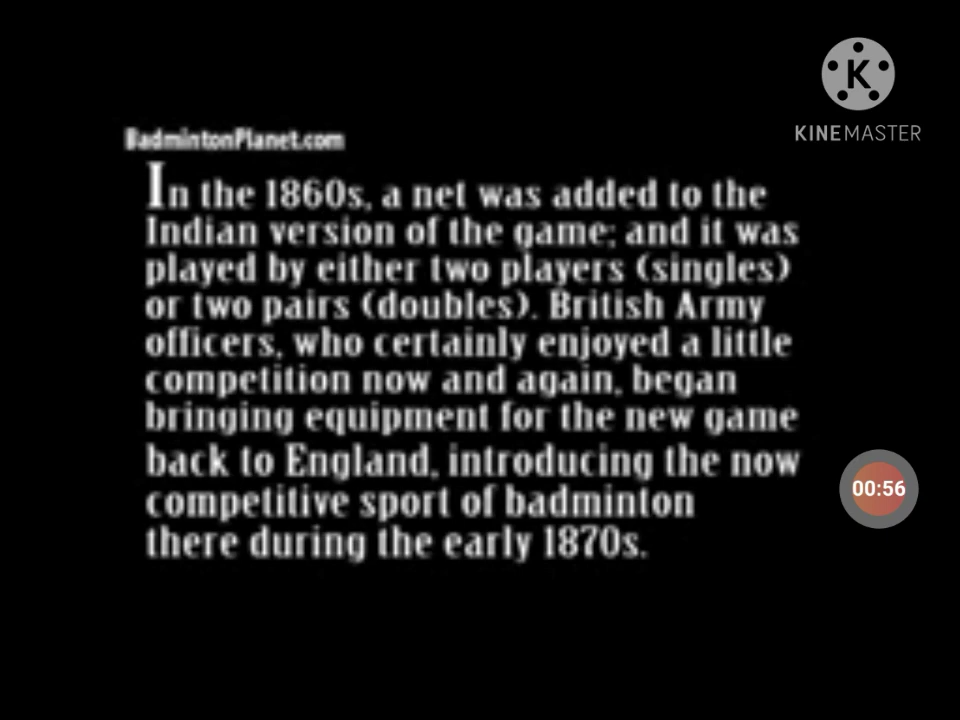 KINEMASTER
BadmintonPlanet.com
In the 1860s, a net was added to the
Indian version of the game; and it was
played by either two players (singles)
or two pairs (doubles). British Army
officers, who certainly enjoyed a little
competition now and again, began
bringing equipment for the new game
back to England, introducing the now
competitive sport of badminton
there during the early 1870s.
00:56